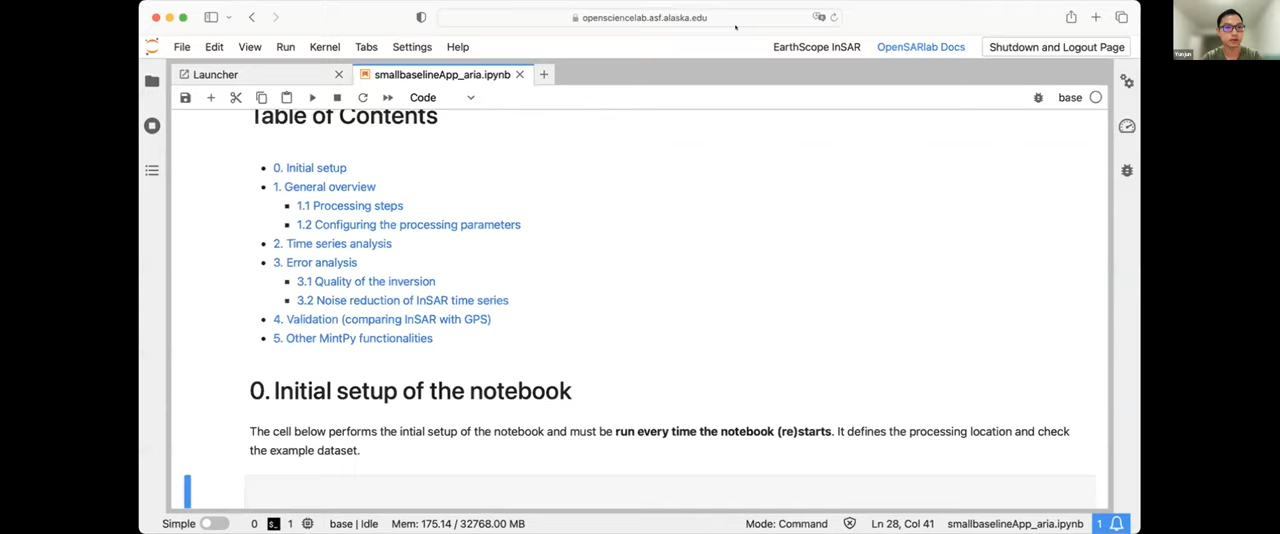 openciencelab.asf.alaska.edu
Yunjun
File Edit View Run Kernel Tabs Settings Help EarthScope InSAR OpenSARlab Docs Shutdown and Logout Page
Launcher smallbaselineApp_aria.ipynb
Code base
Table of Contents
0. Initial setup
1. General overview
1.1 Processing steps
1.2 Configuring the processing parameters
2. Time series analysis
3. Error analysis
3.1 Quality of the inversion
3.2 Noise reduction of InSAR time series
4. Validation (comparing InSAR with GPS)
5. Other MintPy functionalities
0. Initial setup of the notebook
The cell below performs the intial setup of the notebook and must be run every time the notebook (re)starts. It defines the processing location and check
the example dataset.
Simple 0 1 base | Idle Mem: 175.14 / 32768.00 MB Mode: Command Ln 28, Col 41 smallbaselineApp_aria.ipynb 1